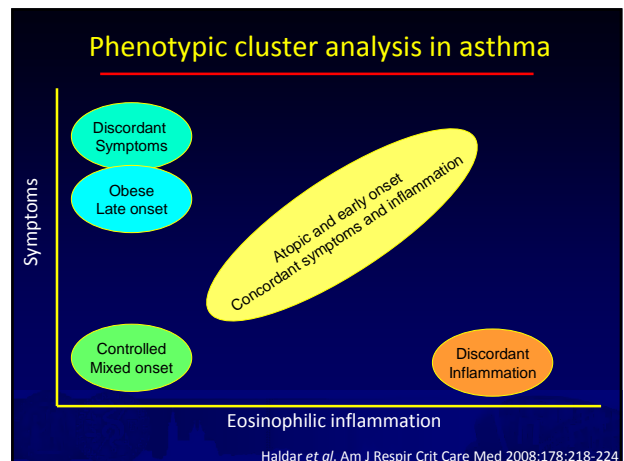 Phenotypic cluster analysis in asthma
Symptoms
Discordant
Symptoms
Obese
Late onset
Atopic and early onset
Concordant symptoms and inflammation
Controlled
Mixed onset
Discordant
Inflammation
Eosinophilic inflammation
Haldar et al. Am J Respir Crit Care Med 2008;178:218-224